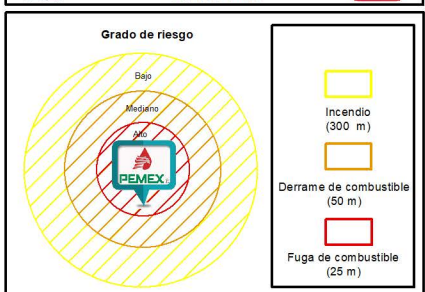 Grado de riesgo
Bajo
Mediano
Alto
PEMEX
Incendio
(300 m)
Derrame de combustible
(50 m)
Fuga de combustible
(25 m)